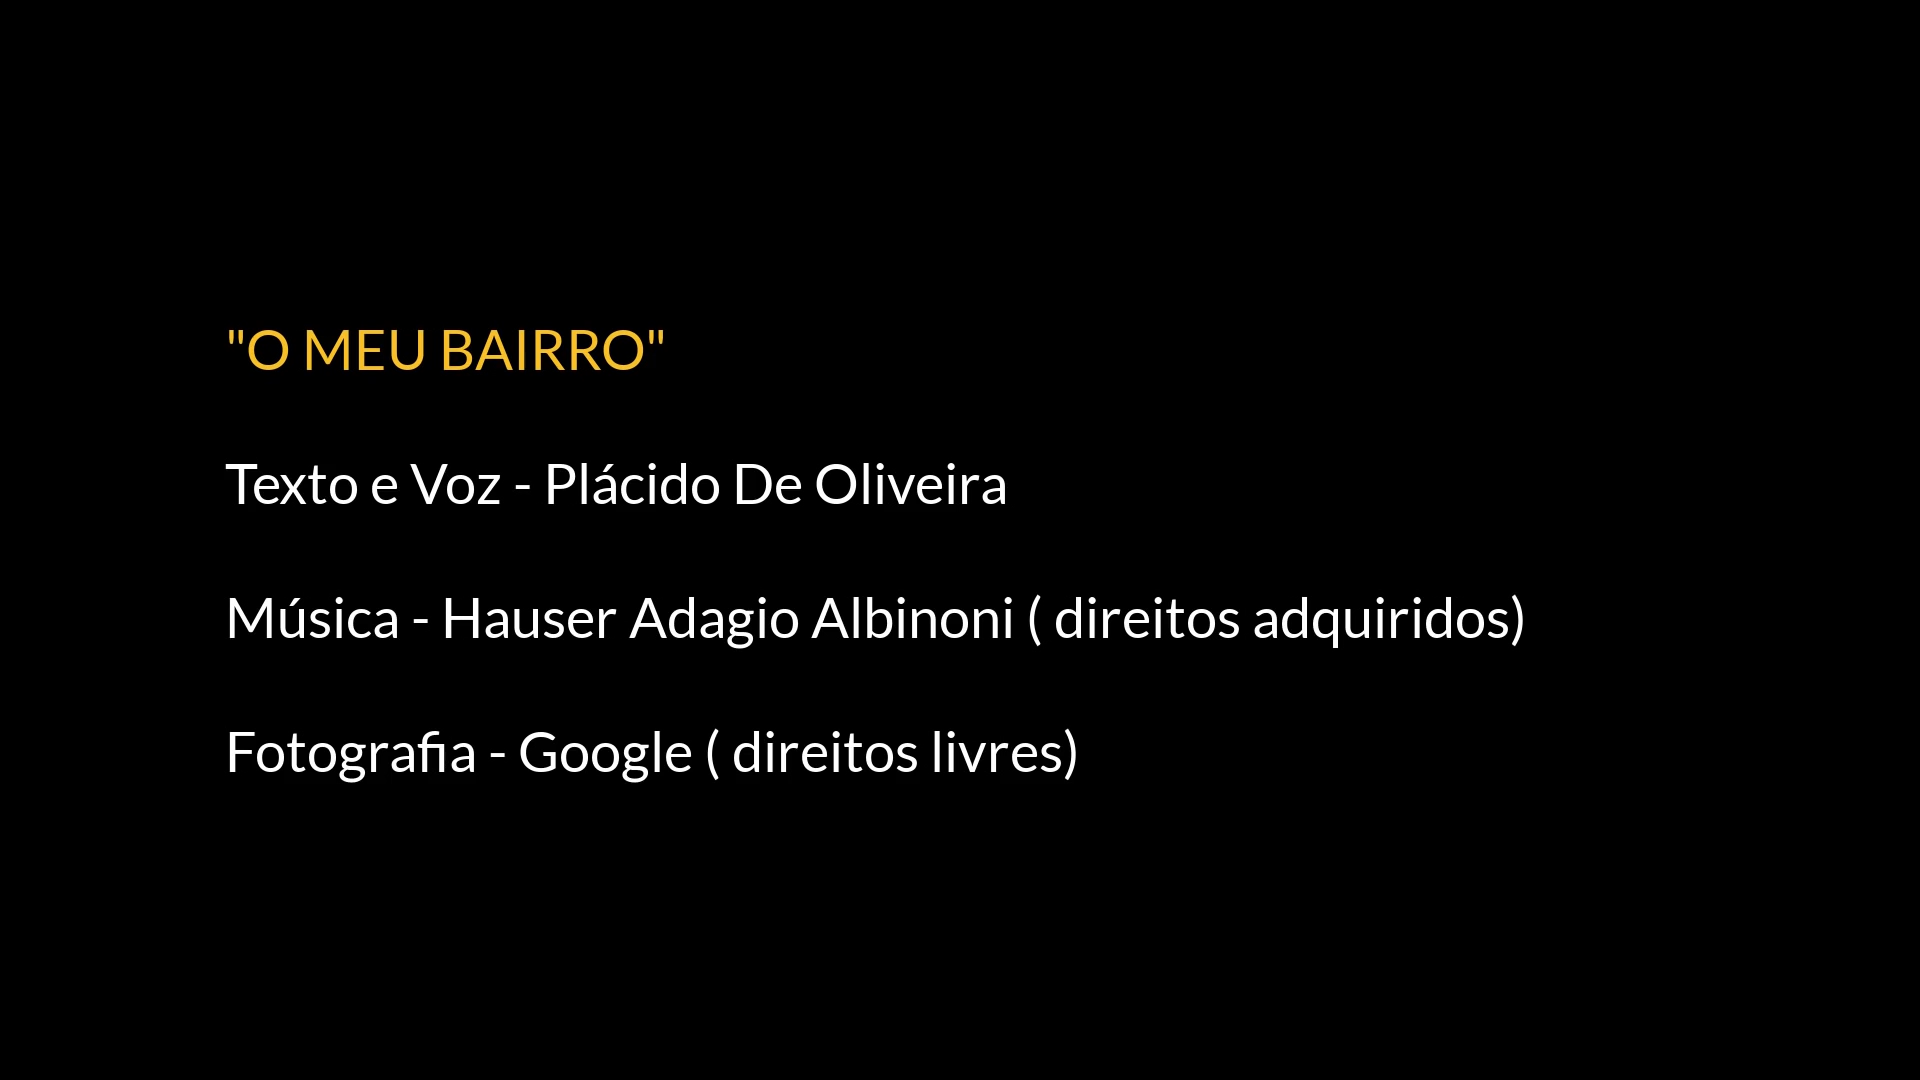 "O MEU BAIRRO"
Texto e Voz - Plácido De Oliveira
Música - Hauser Adagio Albinoni ( direitos adquiridos)
Fotografia - Google ( direitos livres)